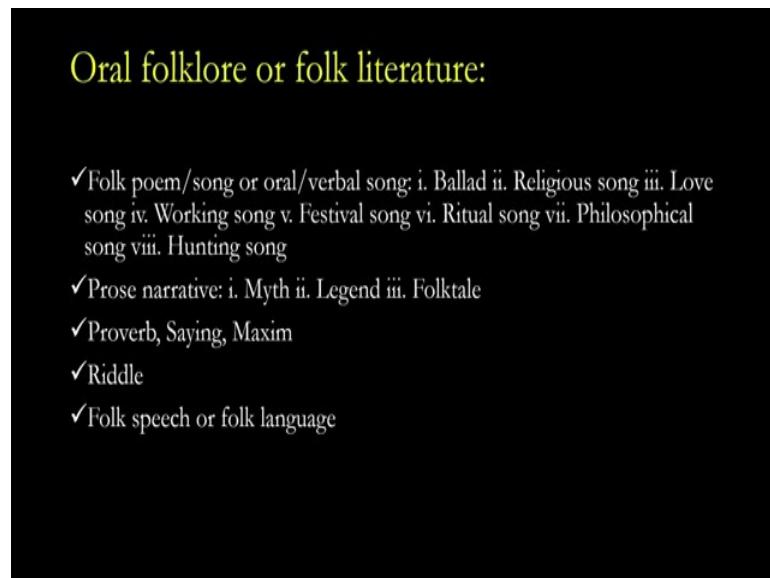 Oral folklore or folk literature:
✓Folk poem/song or oral/verbal song: i. Ballad ii. Religious song iii. Love
song iv. Working song v. Festival song vi. Ritual song vii. Philosophical
song viii. Hunting song
✓Prose narrative: i. Myth ii. Legend iii. Folktale
✓Proverb, Saying, Maxim
✓Riddle
✓Folk speech or folk language